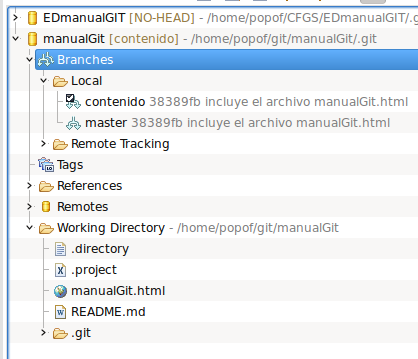 EDmanualGIT [NO-HEAD] - /home/popof/CFGS/EDmanualGIT/.g
manualGit [contenido] - /home/popof/git/manualGit/.git
Branches
Local
contenido 38389fb incluye el archivo manualGit.html
master 38389fb incluye el archivo manualGit.html
Remote Tracking
Tags
References
Remotes
Working Directory - /home/popof/git/manualGit
.directory
.project
manualGit.html
README.md
.git